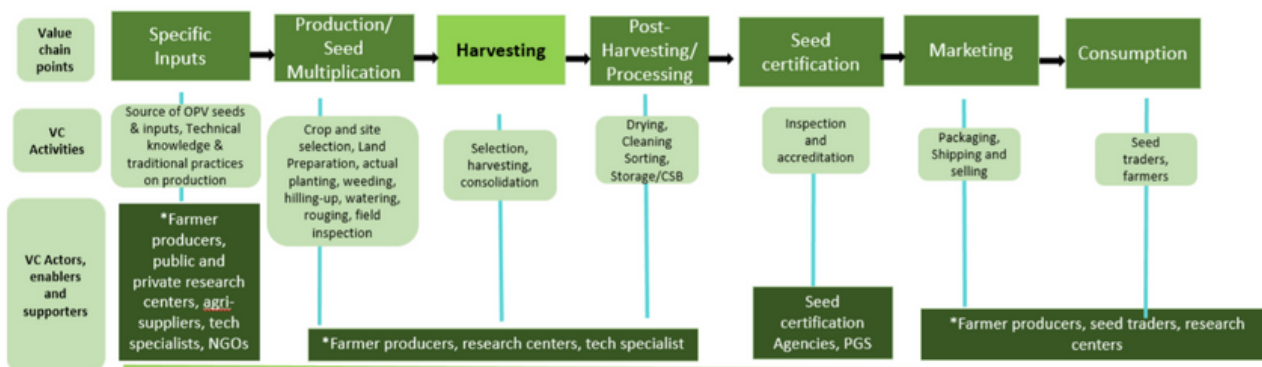 Value
chain
points
Specific
Inputs
Production/
Seed
Multiplication
Harvesting
Post-
Harvesting/
Processing
Seed
certification
Marketing
Consumption
VC
Activities
Source of OPV seeds
& inputs, Technical
knowledge &
traditional practices
on production
Crop and site
selection, Land
Preparation, actual
planting, weeding,
hilling-up, watering,
rouging, field
inspection
Selection,
harvesting,
consolidation
Drying,
Cleaning
Sorting,
Storage/CSB
Inspection
and
accreditation
Packaging,
Shipping and
selling
Seed
traders,
farmers
VC Actors,
enablers
and
supporters
*Farmer
producers,
public and
private research
centers, agri-
suppliers, tech
specialists, NGOs
*Farmer producers, research centers, tech specialist
Seed
certification
Agencies, PGS
*Farmer producers, seed traders, research
centers